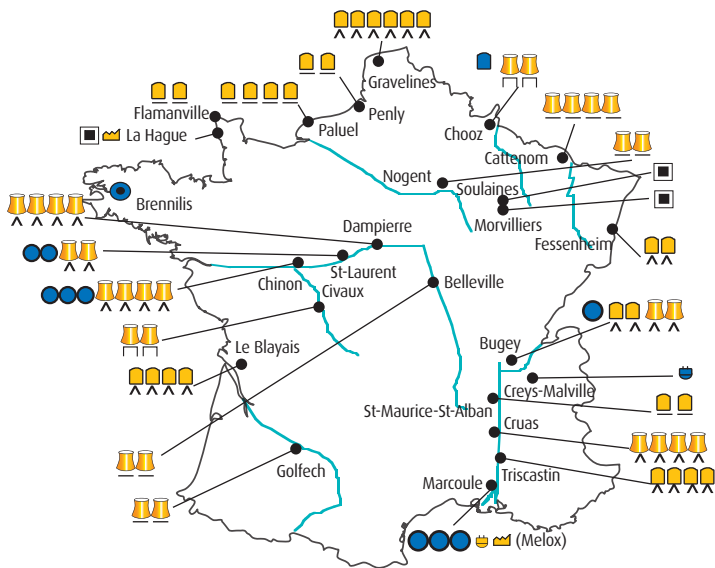 Gravelines
Penly
Flamanville
Paluel
La Hague
Chooz
Cattenom
Nogent
Soulaines
Morvilliers
Brennilis
Dampierre
Fessenheim
St-Laurent
Chinon
Civaux
Belleville
Bugey
Le Blayais
Creys-Malville
St-Maurice-St-Alban
Cruas
Golfech
Triscastin
Marcoule
(Melox)